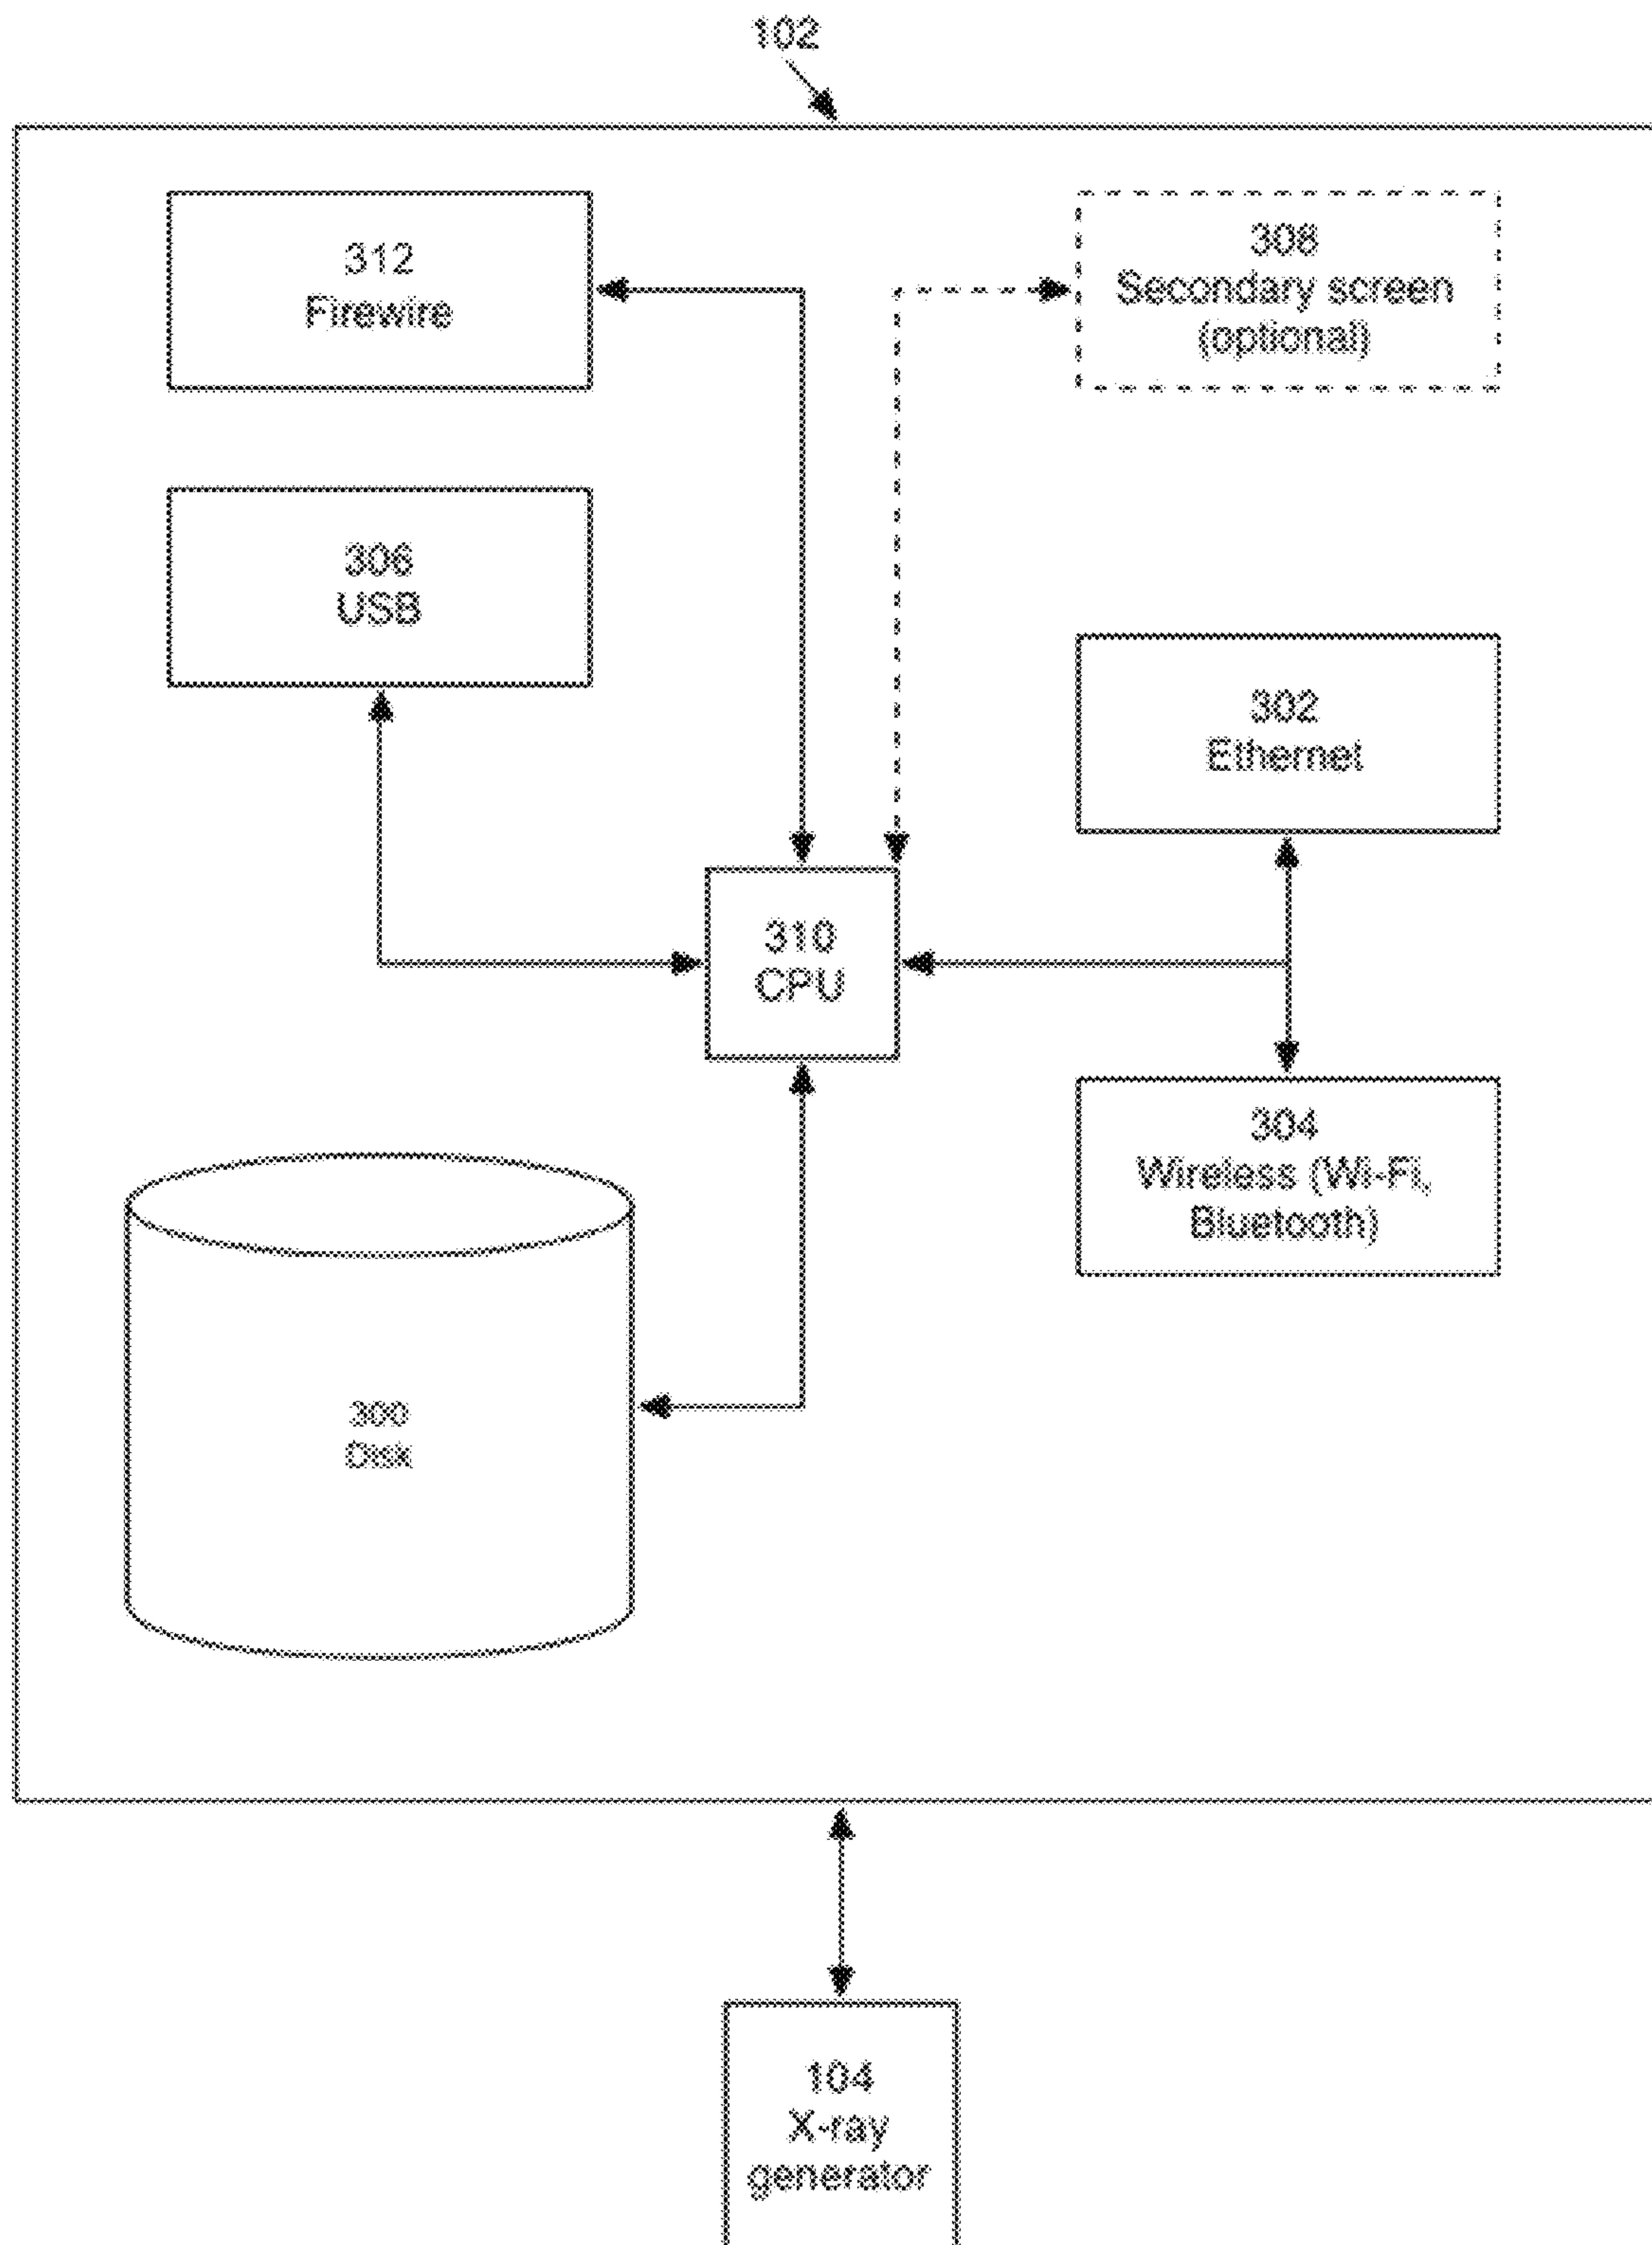 102
312
Firewire
308
Secondary screen
(optional)
306
USB
302
Ethernet
310
CPU
304
Wireless (Wi-Fi,
Bluetooth)
300
Disk
104
X-ray
generator